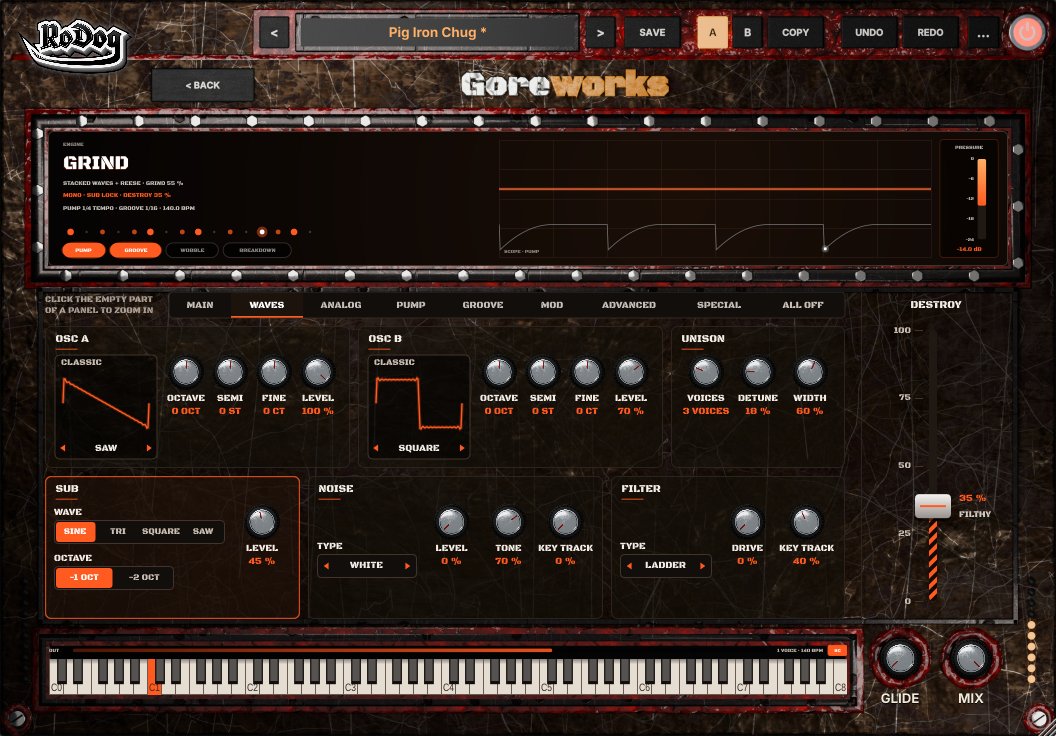 RoDog
<
Pig Iron Chug *
>
SAVE
A
B
COPY
UNDO
REDO
...
< BACK
Goreworks
ENGINE
GRIND
STACKED WAVES + REESE · GRIND 55 %
MONO · SUB LOCK · DESTROY 35 %
PUMP 1/4 TEMPO · GROOVE 1/16 · 140.0 BPM
PUMP
GROOVE
WOBBLE
BREAKDOWN
SCOPE · PUMP
PRESSURE
0
-6
-12
-18
-24
-14.0 dB
CLICK THE EMPTY PART
OF A PANEL TO ZOOM IN
MAIN
WAVES
ANALOG
PUMP
GROOVE
MOD
ADVANCED
SPECIAL
ALL OFF
DESTROY
OSC A
CLASSIC
SAW
OCTAVE
0 OCT
SEMI
0 ST
FINE
0 CT
LEVEL
100 %
OSC B
CLASSIC
SQUARE
OCTAVE
0 OCT
SEMI
0 ST
FINE
0 CT
LEVEL
70 %
UNISON
VOICES
3 VOICES
DETUNE
18 %
WIDTH
60 %
100
75
50
25
0
35 %
FILTHY
SUB
WAVE
SINE
TRI
SQUARE
SAW
OCTAVE
-1 OCT
-2 OCT
LEVEL
45 %
NOISE
TYPE
WHITE
LEVEL
0 %
TONE
70 %
KEY TRACK
0 %
FILTER
TYPE
LADDER
DRIVE
0 %
KEY TRACK
40 %
OUT
1 VOICE · 140 BPM
C0
C1
C2
C3
C4
C5
C6
C7
C8
GLIDE
MIX